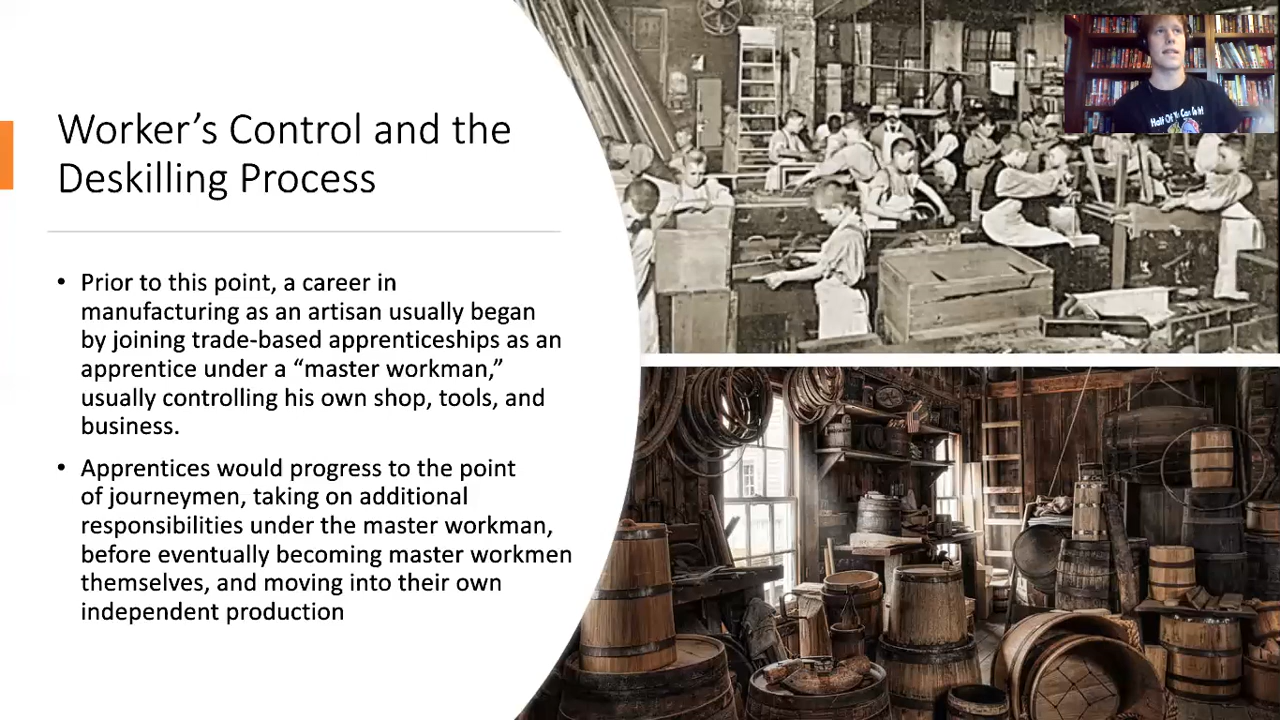 Worker’s Control and the
Deskilling Process
• Prior to this point, a career in
manufacturing as an artisan usually began
by joining trade-based apprenticeships as an
apprentice under a “master workman,”
usually controlling his own shop, tools, and
business.
• Apprentices would progress to the point
of journeymen, taking on additional
responsibilities under the master workman,
before eventually becoming master workmen
themselves, and moving into their own
independent production